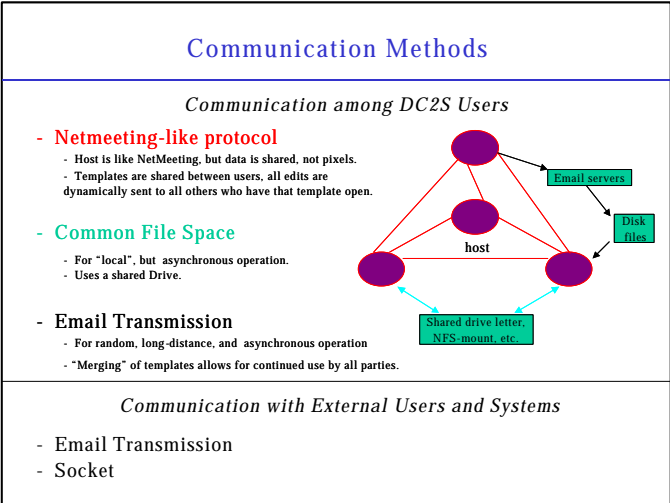 Communication Methods
Communication among DC2S Users
- Netmeeting-like protocol
- Host is like NetMeeting, but data is shared, not pixels.
- Templates are shared between users, all edits are
dynamically sent to all others who have that template open.
- Common File Space
- For “local”, but asynchronous operation.
- Uses a shared Drive.
- Email Transmission
- For random, long-distance, and asynchronous operation
- “Merging” of templates allows for continued use by all parties.
Email servers
Disk
files
host
Shared drive letter,
NFS-mount, etc.
Communication with External Users and Systems
- Email Transmission
- Socket